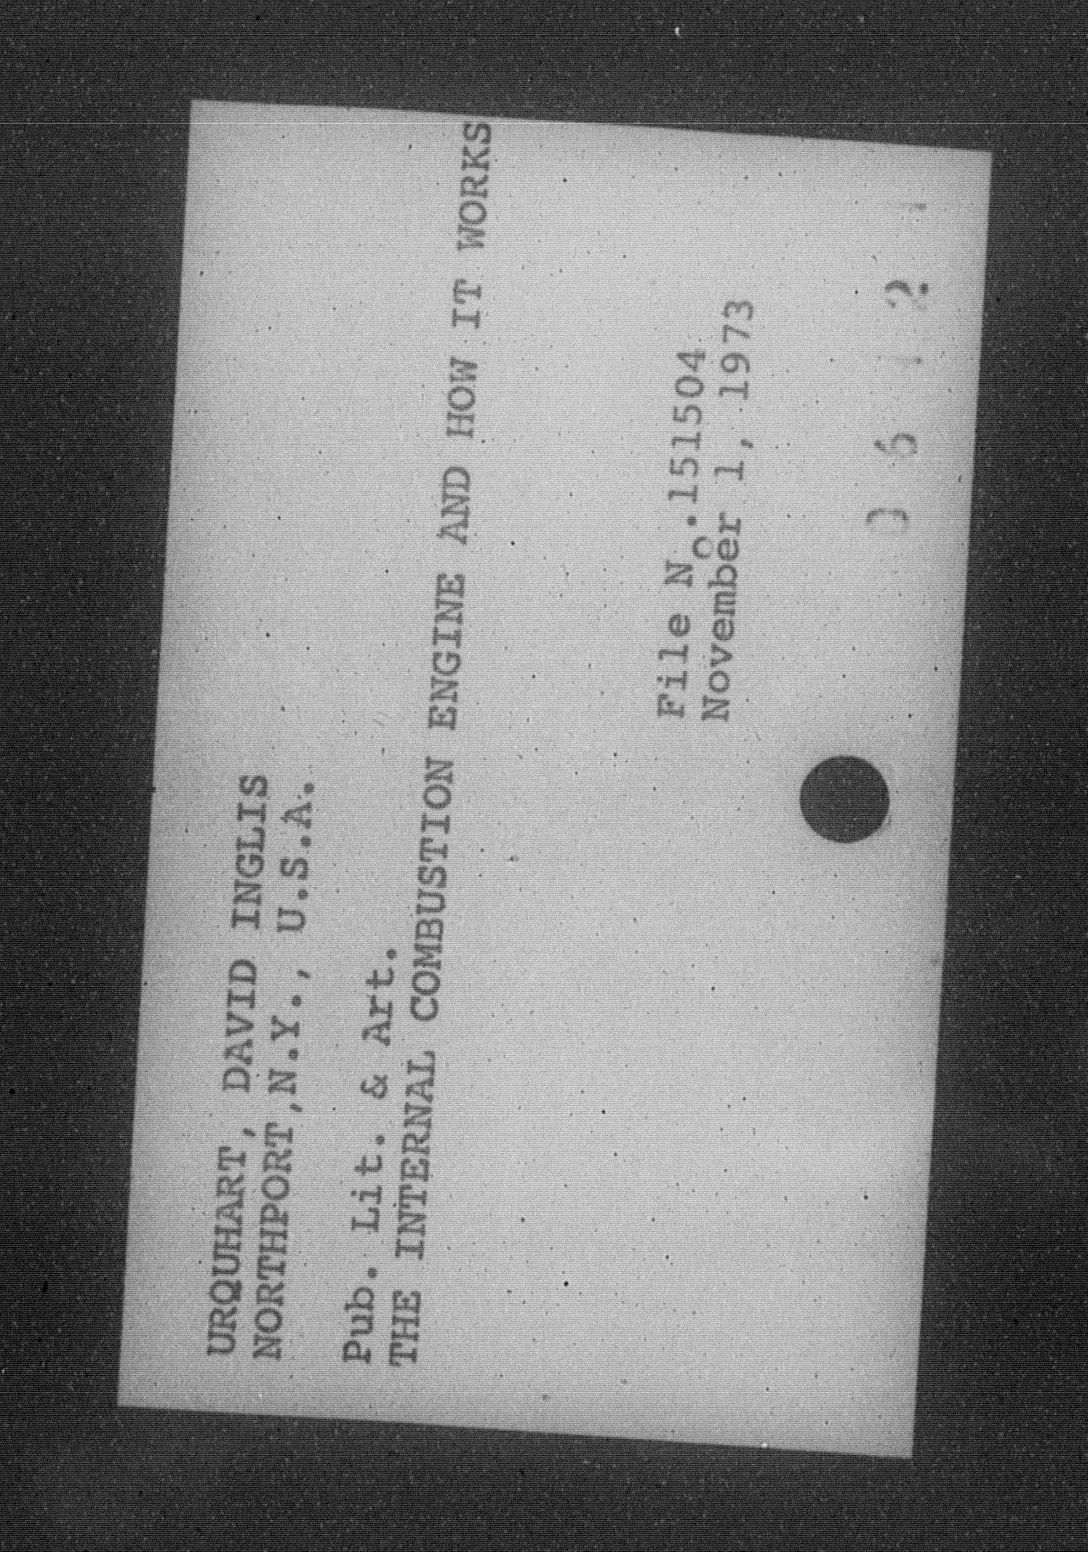 URQUHART, DAVID INGLIS
NORTHPORT,N.Y., U.S.A.
Pub. Lit. & Art.
THE INTERNAL COMBUSTION ENGINE AND HOW IT WORKS
File No.151504
November 1, 1973